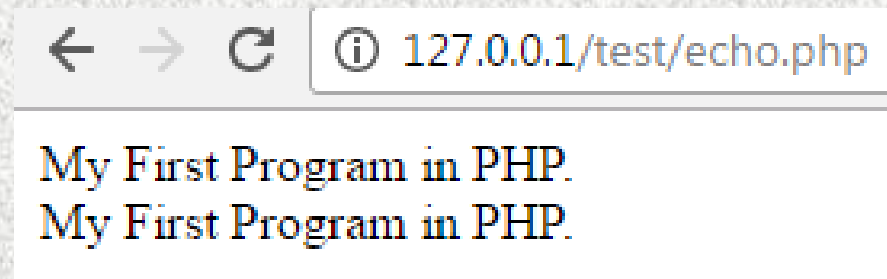 127.0.0.1/test/echo.php
My First Program in PHP.
My First Program in PHP.